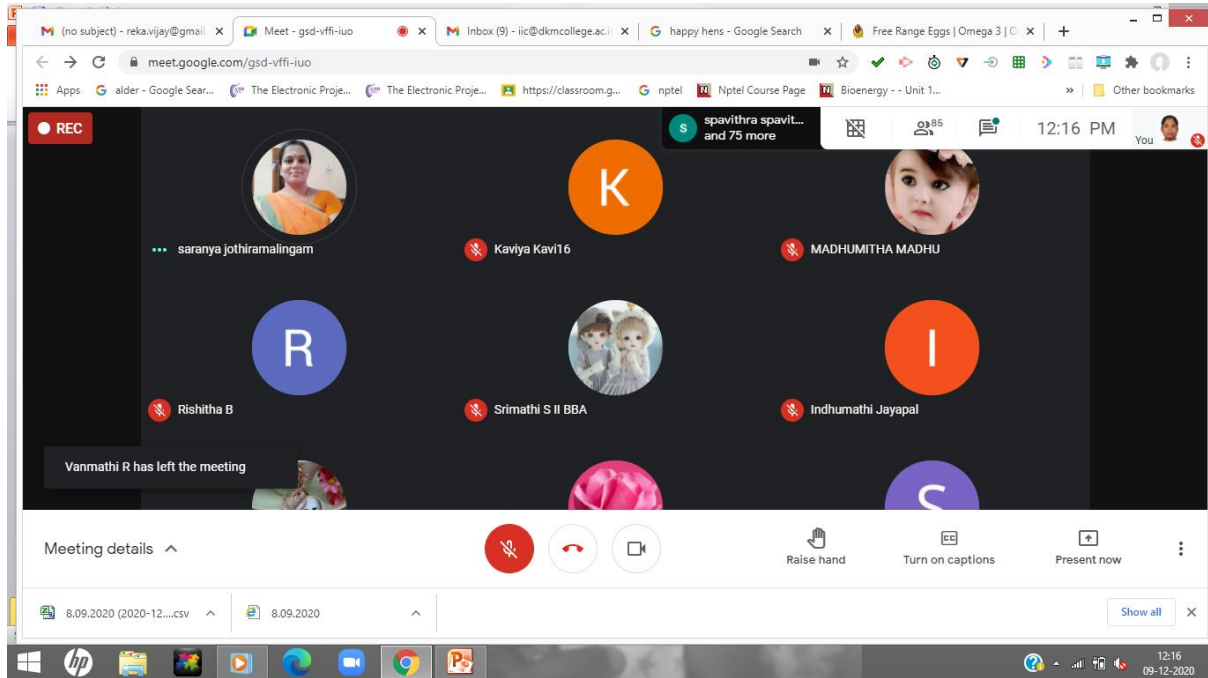 (no subject) - reka.vijay@gmail. Meet - gsd-vffi-iuo Inbox (9) - iic@dkmcollege.ac.i happy hens - Google Search Free Range Eggs | Omega 3 |
meet.google.com/gsd-vffi-iuo
Apps alder - Google Sear... The Electronic Proje... The Electronic Proje... https://classroom.g... nptel Nptel Course Page Bioenergy - - Unit 1... » Other bookmarks
REC
s spavithra spavit...
and 75 more
85
12:16 PM
You
K
saranya jothiramalingam Kaviya Kavi16 MADHUMITHA MADHU
R I
Rishitha B Srimathi S II BBA Indhumathi Jayapal
Vanmathi R has left the meeting
S
Meeting details
CC
Raise hand Turn on captions Present now
8.09.2020 (2020-12....csv 8.09.2020 Show all
hp
12:16
09-12-2020